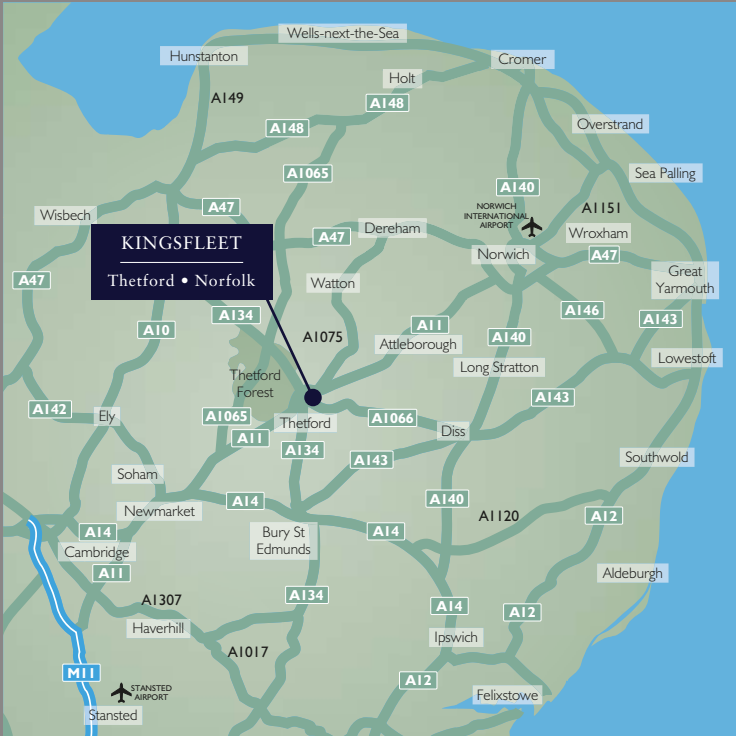 Wells-next-the-Sea
Hunstanton
Cromer
Holt
A149
A148
A148
Overstrand
A1065
Sea Palling
A140
A47
NORWICH
INTERNATIONAL
AIRPORT
A1151
Wisbech
Dereham
Wroxham
KINGSFLEET
Thetford • Norfolk
A47
Norwich
A47
A47
Great
Yarmouth
Watton
A134
A146
A143
A10
A1075
A11
Attleborough
A140
Lowestoft
Long Stratton
Thetford
Forest
A142
Ely
A1065
Thetford
A1066
A143
A11
Diss
A134
A143
Southwold
Soham
A14
A140
Newmarket
A1120
A12
A14
Bury St
Edmunds
A14
Cambridge
A11
Aldeburgh
A1307
A134
A14
A12
Haverhill
Ipswich
A1017
M11
A12
STANSTED
AIRPORT
Felixstowe
Stansted